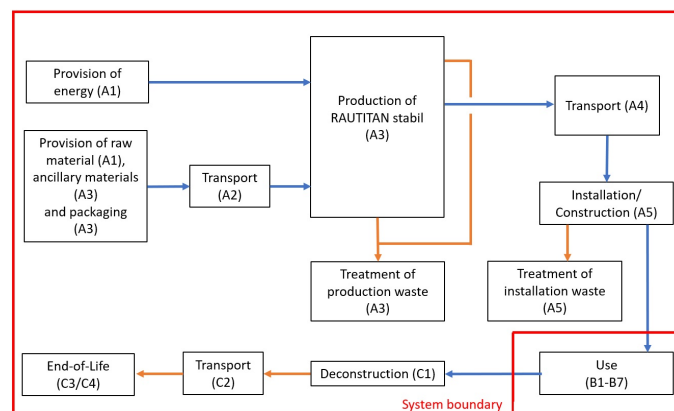 Provision of
energy (A1)
Production of
RAUTITAN stabil
(A3)
Transport (A4)
Provision of raw
material (A1),
ancillary materials
(A3)
and packaging
(A3)
Transport
(A2)
Installation/
Construction (A5)
Treatment of
production waste
(A3)
Treatment of
installation waste
(A5)
End-of-Life
(C3/C4)
Transport
(C2)
Deconstruction (C1)
Use
(B1-B7)
System boundary